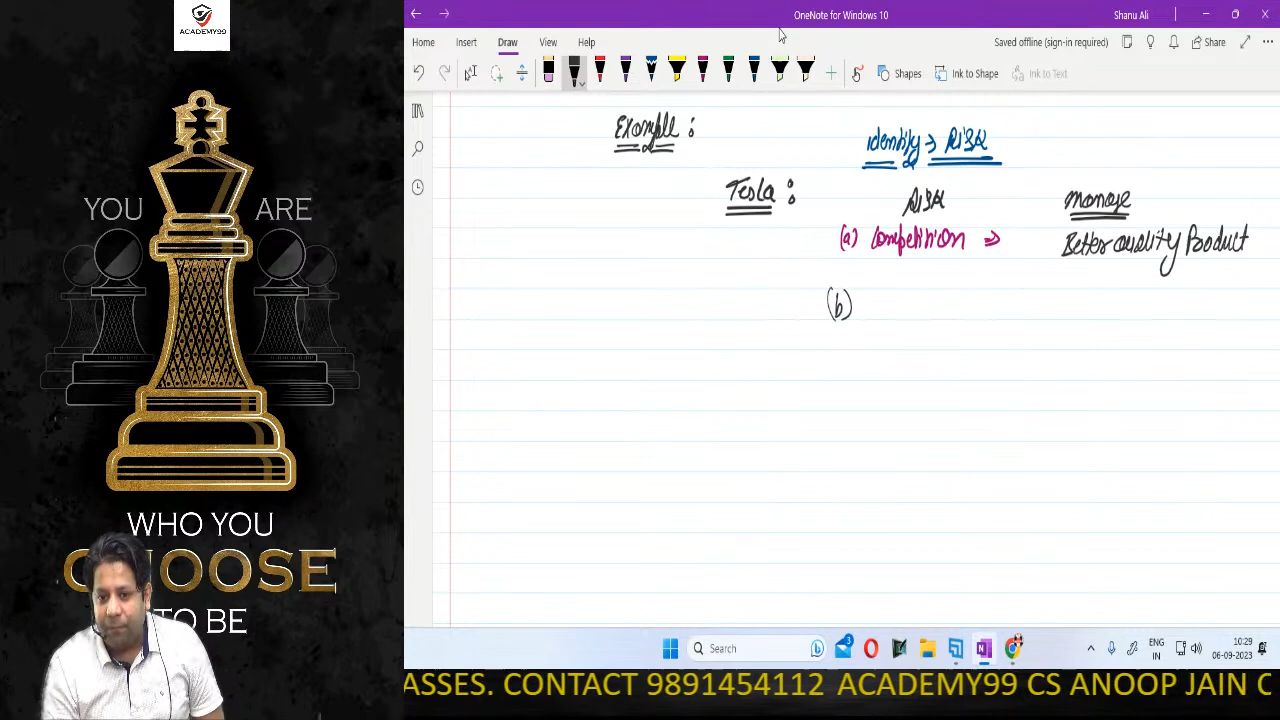 ACADEMY99
YOU ARE
WHO YOU
CHOOSE
TO BE
OneNote for Windows 10
Shanu Ali
Home Insert Draw View Help
Saved offline (sign-in required)
Share
Shapes
Ink to Shape
Ink to Text
Example :
identify → Risk
Tesla :
Risk
Manage
(a) Competition ⇒ Better quality Product
(b)
Search
3
ENG
IN
10:29
06-09-2023
ASSES. CONTACT 9891454112 ACADEMY99 CS ANOOP JAIN C